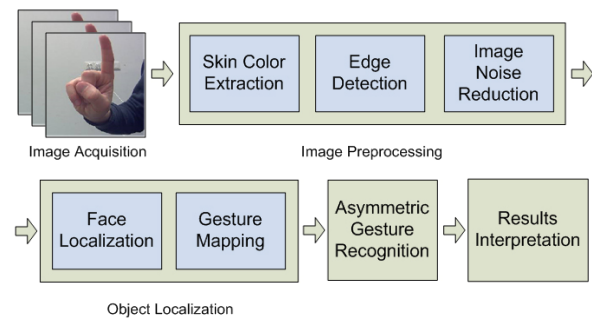 Skin Color
Extraction
Edge
Detection
Image
Noise
Reduction
Image Acquisition
Image Preprocessing
Face
Localization
Gesture
Mapping
Asymmetric
Gesture
Recognition
Results
Interpretation
Object Localization